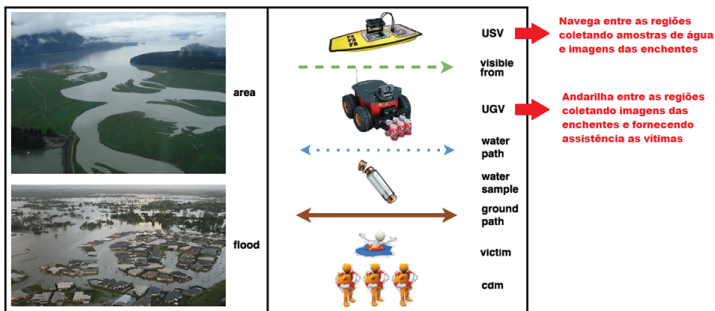 area
flood
USV
visible
from
UGV
water
path
water
sample
ground
path
victim
cdm
Navega entre as regiões
coletando amostras de água
e imagens das enchentes
Andarilha entre as regiões
coletando imagens das
enchentes e fornecendo
assistência as vítimas